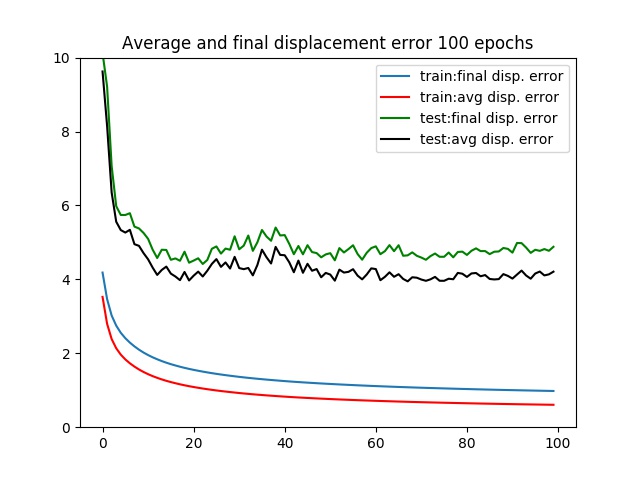 Average and final displacement error 100 epochs
train:final disp. error
train:avg disp. error
test:final disp. error
test:avg disp. error
10
8
6
4
2
0
0 20 40 60 80 100